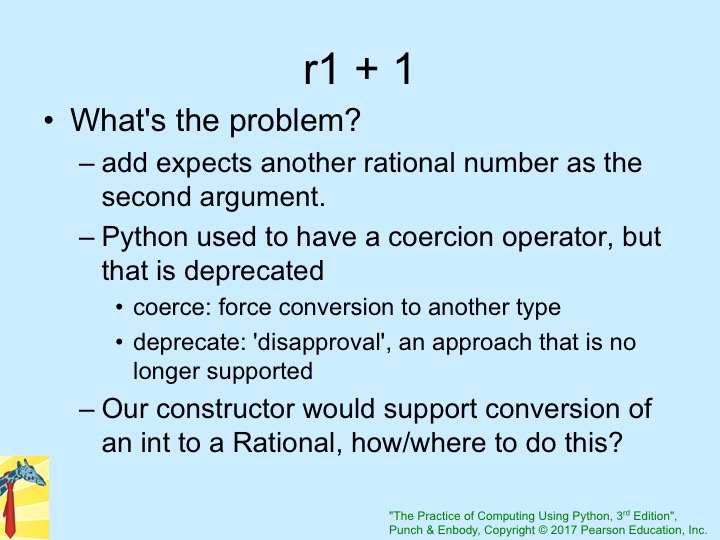 r1 + 1
• What's the problem?
– add expects another rational number as the
second argument.
– Python used to have a coercion operator, but
that is deprecated
• coerce: force conversion to another type
• deprecate: 'disapproval', an approach that is no
longer supported
– Our constructor would support conversion of
an int to a Rational, how/where to do this?
"The Practice of Computing Using Python, 3rd Edition",
Punch & Enbody, Copyright © 2017 Pearson Education, Inc.